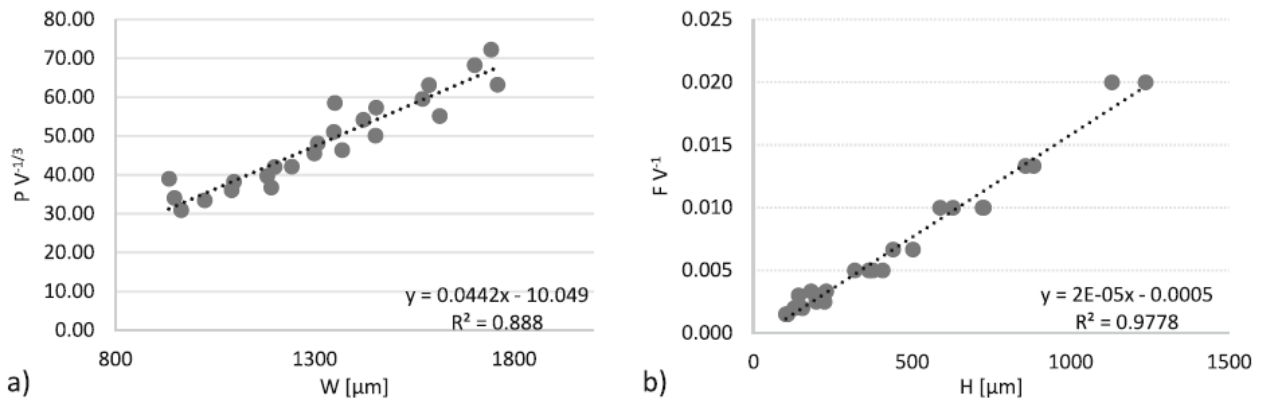 80.00
70.00
60.00
50.00
40.00
30.00
20.00
10.00
0.00
P V⁻¹ᐟ³
y = 0.0442x - 10.049
R² = 0.888
800 1300 1800
W [µm]
a)
0.025
0.020
0.015
0.010
0.005
0.000
F V⁻¹
y = 2E-05x - 0.0005
R² = 0.9778
0 500 1000 1500
H [µm]
b)